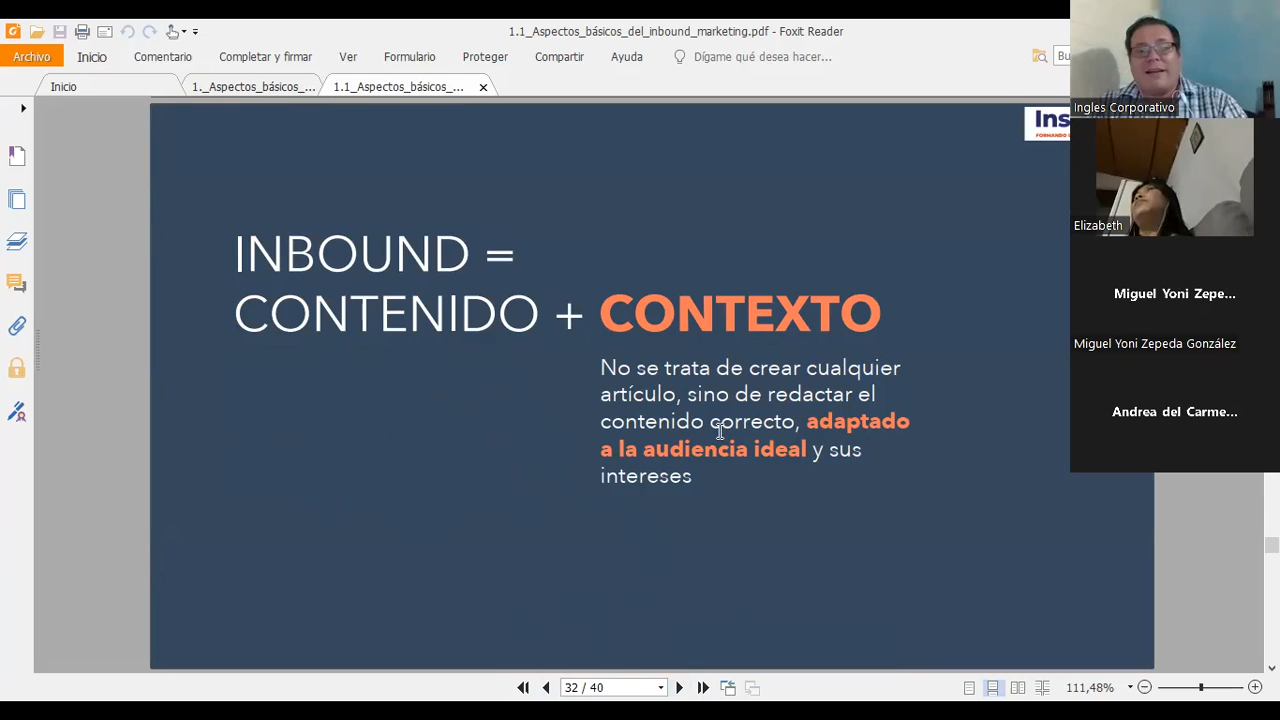 1.1_Aspectos_básicos_del_inbound_marketing.pdf - Foxit Reader
Archivo
Inicio
Comentario
Completar y firmar
Ver
Formulario
Proteger
Compartir
Ayuda
Dígame qué desea hacer...
Bu
Inicio
1._Aspectos_básicos_...
1.1_Aspectos_básicos_...
Ins
FORMANDO
INBOUND =
CONTENIDO + CONTEXTO
No se trata de crear cualquier
artículo, sino de redactar el
contenido correcto, adaptado
a la audiencia ideal y sus
intereses
Ingles Corporativo
Elizabeth
Miguel Yoni Zepe...
Miguel Yoni Zepeda González
Andrea del Carme...
32 / 40
111,48%